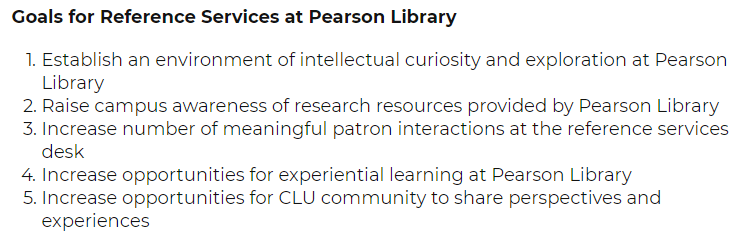 Goals for Reference Services at Pearson Library
1. Establish an environment of intellectual curiosity and exploration at Pearson
Library
2. Raise campus awareness of research resources provided by Pearson Library
3. Increase number of meaningful patron interactions at the reference services
desk
4. Increase opportunities for experiential learning at Pearson Library
5. Increase opportunities for CLU community to share perspectives and
experiences